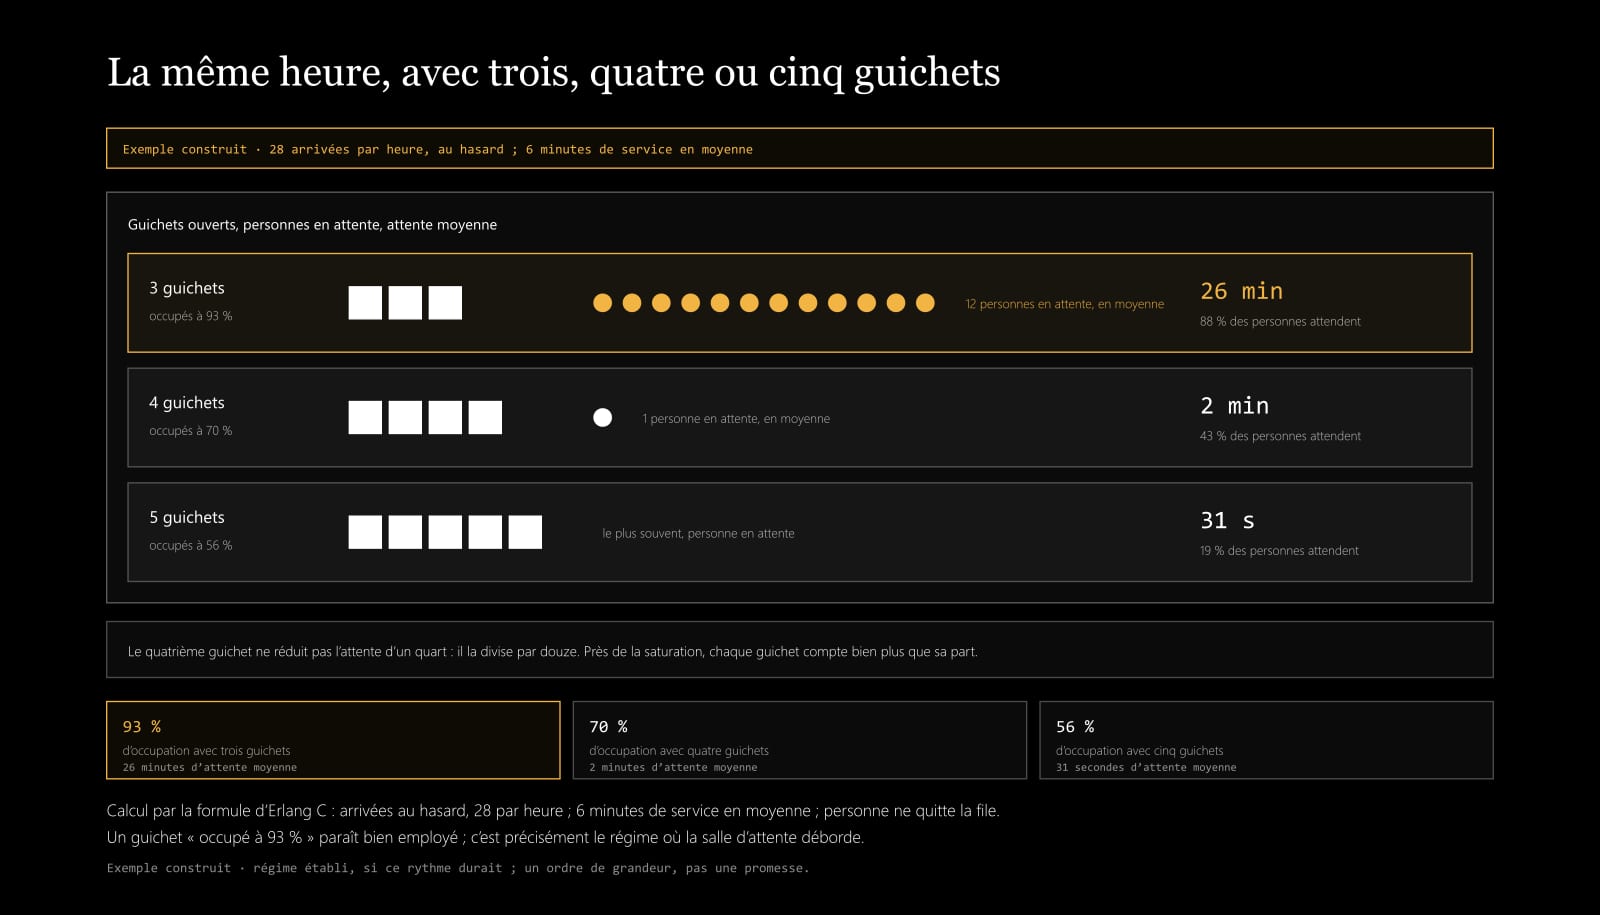 La même heure, avec trois, quatre ou cinq guichets
Exemple construit · 28 arrivées par heure, au hasard ; 6 minutes de service en moyenne
Guichets ouverts, personnes en attente, attente moyenne
3 guichets
occupés à 93 %
12 personnes en attente, en moyenne
26 min
88 % des personnes attendent
4 guichets
occupés à 70 %
1 personne en attente, en moyenne
2 min
43 % des personnes attendent
5 guichets
occupés à 56 %
le plus souvent, personne en attente
31 s
19 % des personnes attendent
Le quatrième guichet ne réduit pas l’attente d’un quart : il la divise par douze. Près de la saturation, chaque guichet compte bien plus que sa part.
93 %
d’occupation avec trois guichets
26 minutes d’attente moyenne
70 %
d’occupation avec quatre guichets
2 minutes d’attente moyenne
56 %
d’occupation avec cinq guichets
31 secondes d’attente moyenne
Calcul par la formule d’Erlang C : arrivées au hasard, 28 par heure ; 6 minutes de service en moyenne ; personne ne quitte la file.
Un guichet « occupé à 93 % » paraît bien employé ; c’est précisément le régime où la salle d’attente déborde.
Exemple construit · régime établi, si ce rythme durait ; un ordre de grandeur, pas une promesse.